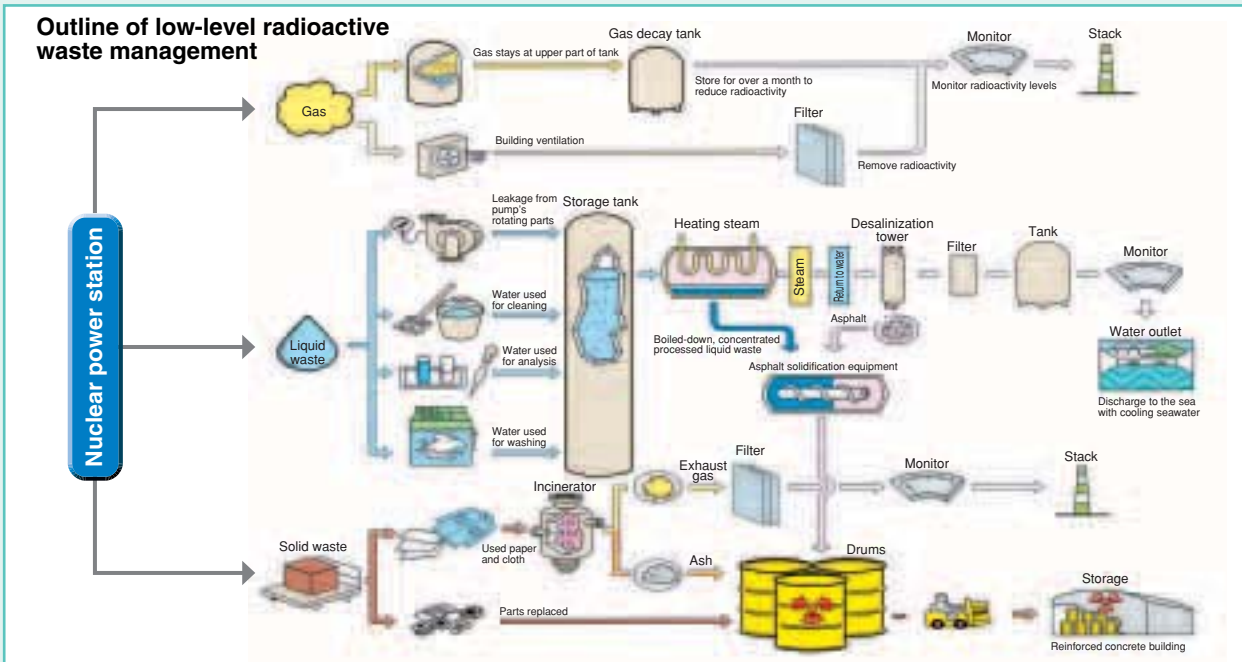 Outline of low-level radioactive
waste management
Nuclear power station
Gas
Gas stays at upper part of tank
Gas decay tank
Store for over a month to
reduce radioactivity
Monitor
Monitor radioactivity levels
Stack
Building ventilation
Filter
Remove radioactivity
Liquid
waste
Leakage from
pump's
rotating parts
Water used
for cleaning
Water used
for analysis
Water used
for washing
Storage tank
Heating steam
Steam
Return to water
Desalinization
tower
Filter
Tank
Monitor
Water outlet
Discharge to the sea
with cooling seawater
Boiled-down, concentrated
processed liquid waste
Asphalt
Asphalt solidification equipment
Solid waste
Used paper
and cloth
Incinerator
Exhaust
gas
Filter
Monitor
Stack
Ash
Parts replaced
Drums
Storage
Reinforced concrete building